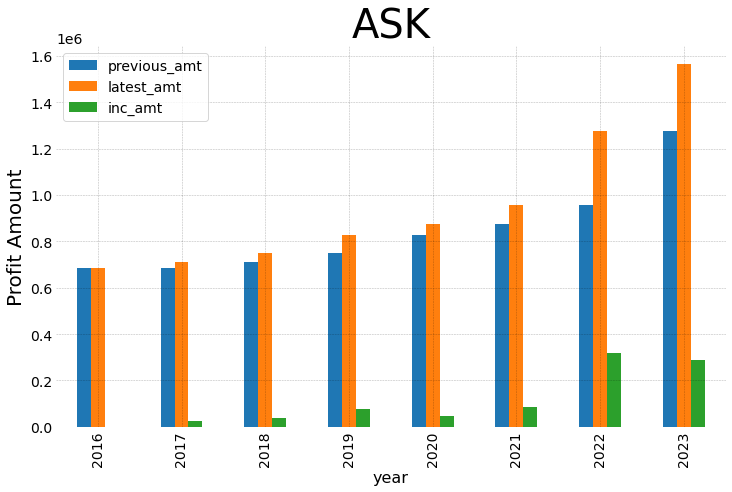 ASK
1e6
previous_amt
latest_amt
inc_amt
1.6
1.4
1.2
1.0
0.8
0.6
0.4
0.2
0.0
Profit Amount
2016 2017 2018 2019 2020 2021 2022 2023
year